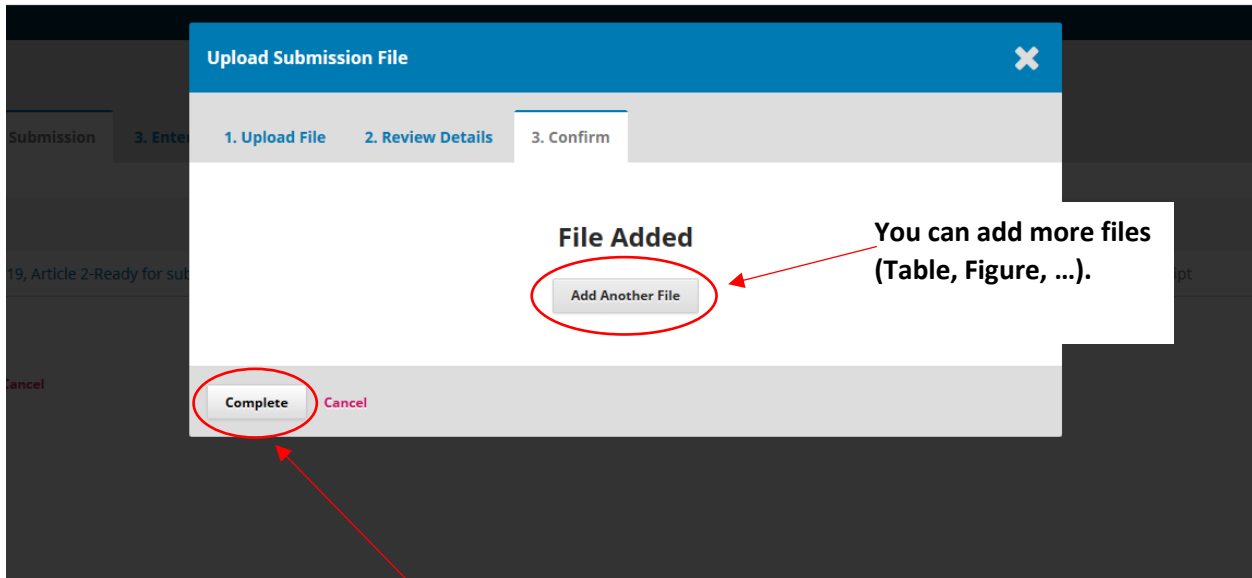 Upload Submission File
Submission 3. Enter
1. Upload File 2. Review Details 3. Confirm
File Added
You can add more files
(Table, Figure, …).
19, Article 2-Ready for sub
Add Another File
Cancel
Complete Cancel